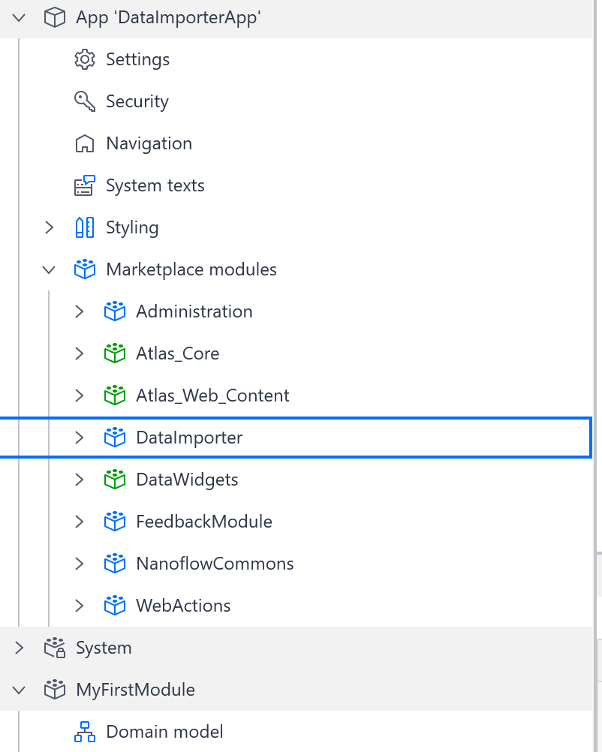 App 'DataImporterApp'
Settings
Security
Navigation
System texts
Styling
Marketplace modules
Administration
Atlas_Core
Atlas_Web_Content
DataImporter
DataWidgets
FeedbackModule
NanoflowCommons
WebActions
System
MyFirstModule
Domain model